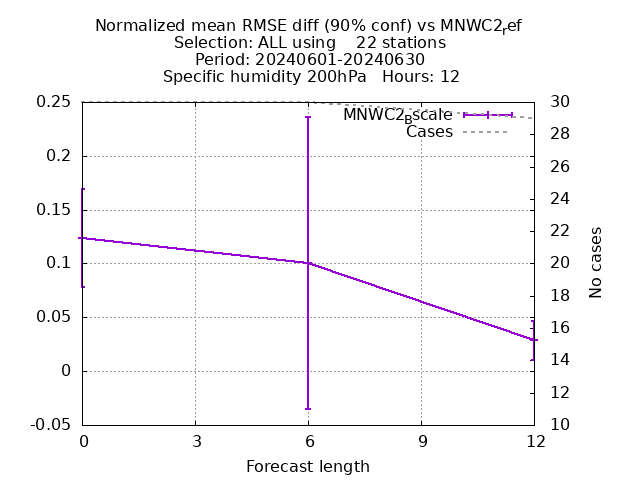 Normalized mean RMSE diff (90% conf) vs MNWC2ref
Selection: ALL using 22 stations
Period: 20240601-20240630
Specific humidity 200hPa Hours: 12
MNWC2Bscale
Cases
0.25
0.2
0.15
0.1
0.05
0
-0.05
30
28
26
24
22
20
18
16
14
12
10
No cases
0 3 6 9 12
Forecast length